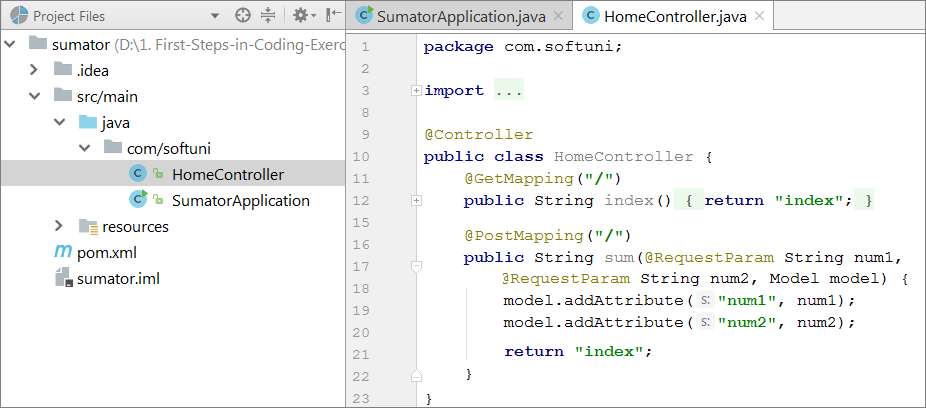 Project Files
sumator (D:\1. First-Steps-in-Coding-Exerc
.idea
src/main
java
com/softuni
HomeController
SumatorApplication
resources
pom.xml
sumator.iml
SumatorApplication.java
HomeController.java
1 package com.softuni;
2
3 import ...
9 @Controller
10 public class HomeController {
11 @GetMapping("/")
12 public String index() { return "index"; }
15
16 @PostMapping("/")
17 public String sum(@RequestParam String num1,
@RequestParam String num2, Model model) {
18 model.addAttribute( s: "num1", num1);
19 model.addAttribute( s: "num2", num2);
20
21 return "index";
22 }
23 }